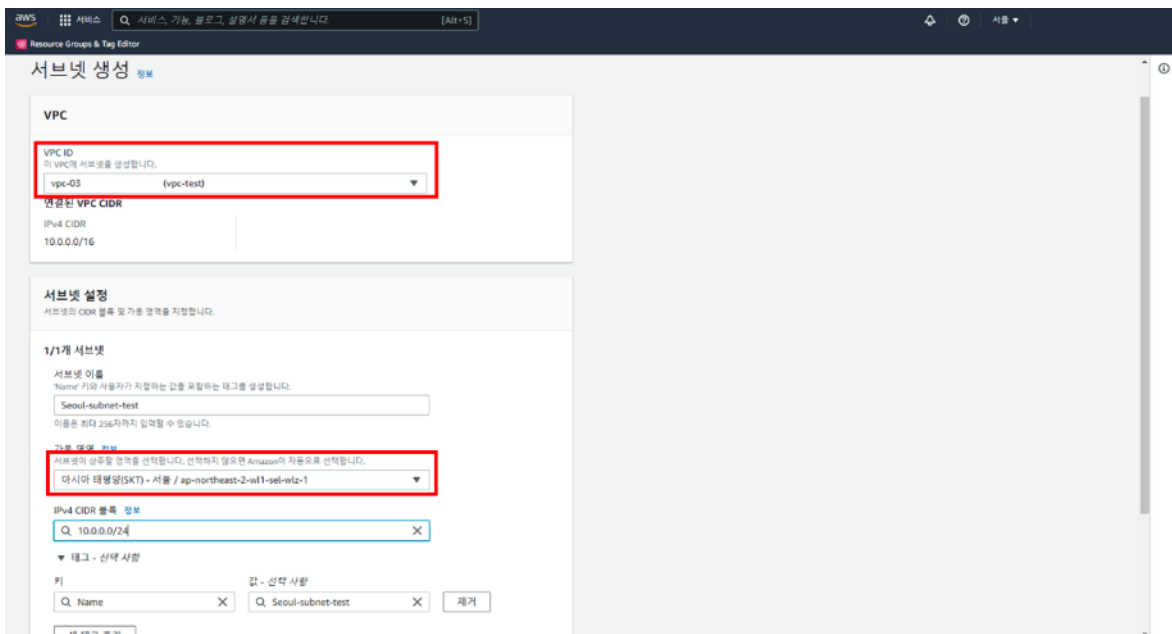 aws
서비스
서비스, 기능, 블로그, 설명서 등을 검색합니다.
[Alt+S]
서울 ▼
Resource Groups & Tag Editor
서브넷 생성 정보
VPC
VPC ID
이 VPC에 서브넷을 생성합니다.
vpc-03 (vpc-test)
연결된 VPC CIDR
IPv4 CIDR
10.0.0.0/16
서브넷 설정
서브넷의 CIDR 블록 및 가용 영역을 지정합니다.
1/1개 서브넷
서브넷 이름
'Name' 키와 사용자가 지정하는 값을 포함하는 태그를 생성합니다.
Seoul-subnet-test
이름은 최대 256자까지 입력할 수 있습니다.
가용 영역 정보
서브넷이 상주할 영역을 선택합니다. 선택하지 않으면 Amazon이 자동으로 선택합니다.
아시아 태평양(SKT) - 서울 / ap-northeast-2-wl1-sel-wlz-1
IPv4 CIDR 블록 정보
10.0.0.0/24
▼ 태그 - 선택 사항
키
값 - 선택 사항
Name
Seoul-subnet-test
제거
새 태그 추가